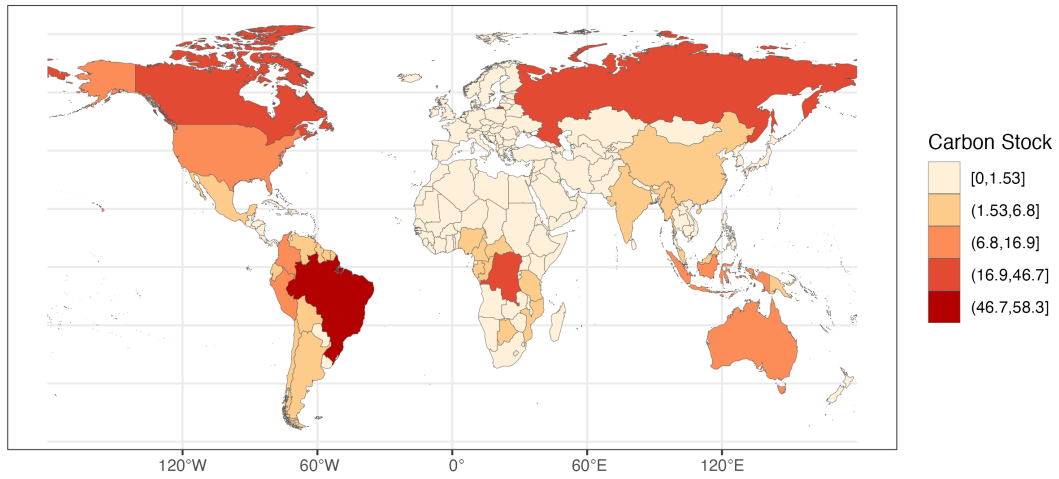 Carbon Stock
[0,1.53]
(1.53,6.8]
(6.8,16.9]
(16.9,46.7]
(46.7,58.3]
120°W 60°W 0° 60°E 120°E